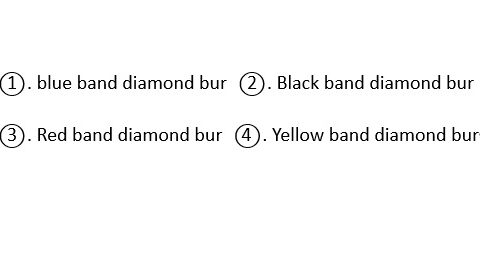 ①. blue band diamond bur ②. Black band diamond bur
③. Red band diamond bur ④. Yellow band diamond bur